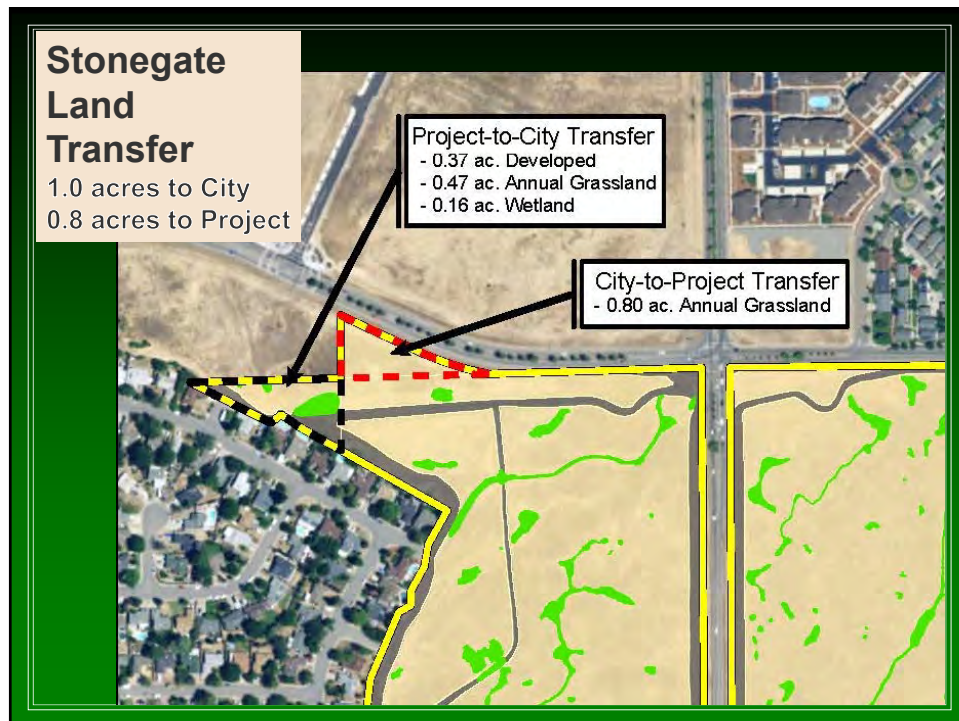 Stonegate
Land
Transfer
1.0 acres to City
0.8 acres to Project
Project-to-City Transfer
- 0.37 ac. Developed
- 0.47 ac. Annual Grassland
- 0.16 ac. Wetland
City-to-Project Transfer
- 0.80 ac. Annual Grassland